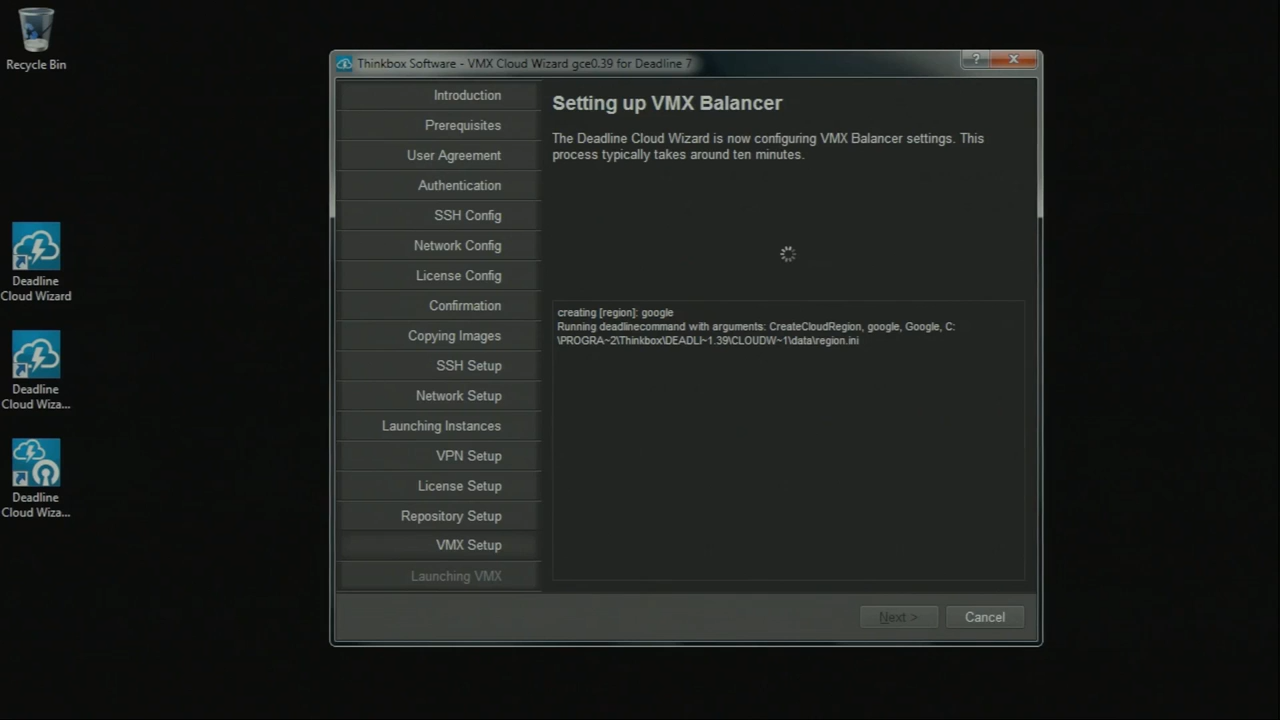 Recycle Bin
Deadline
Cloud Wizard
Deadline
Cloud Wiza...
Deadline
Cloud Wiza...
Thinkbox Software - VMX Cloud Wizard gce0.39 for Deadline 7
?
Introduction
Prerequisites
User Agreement
Authentication
SSH Config
Network Config
License Config
Confirmation
Copying Images
SSH Setup
Network Setup
Launching Instances
VPN Setup
License Setup
Repository Setup
VMX Setup
Launching VMX
Setting up VMX Balancer
The Deadline Cloud Wizard is now configuring VMX Balancer settings. This
process typically takes around ten minutes.
creating [region]: google
Running deadlinecommand with arguments: CreateCloudRegion, google, Google, C:
\PROGRA~2\Thinkbox\DEADLI~1.39\CLOUDW~1\data\region.ini
Next >
Cancel